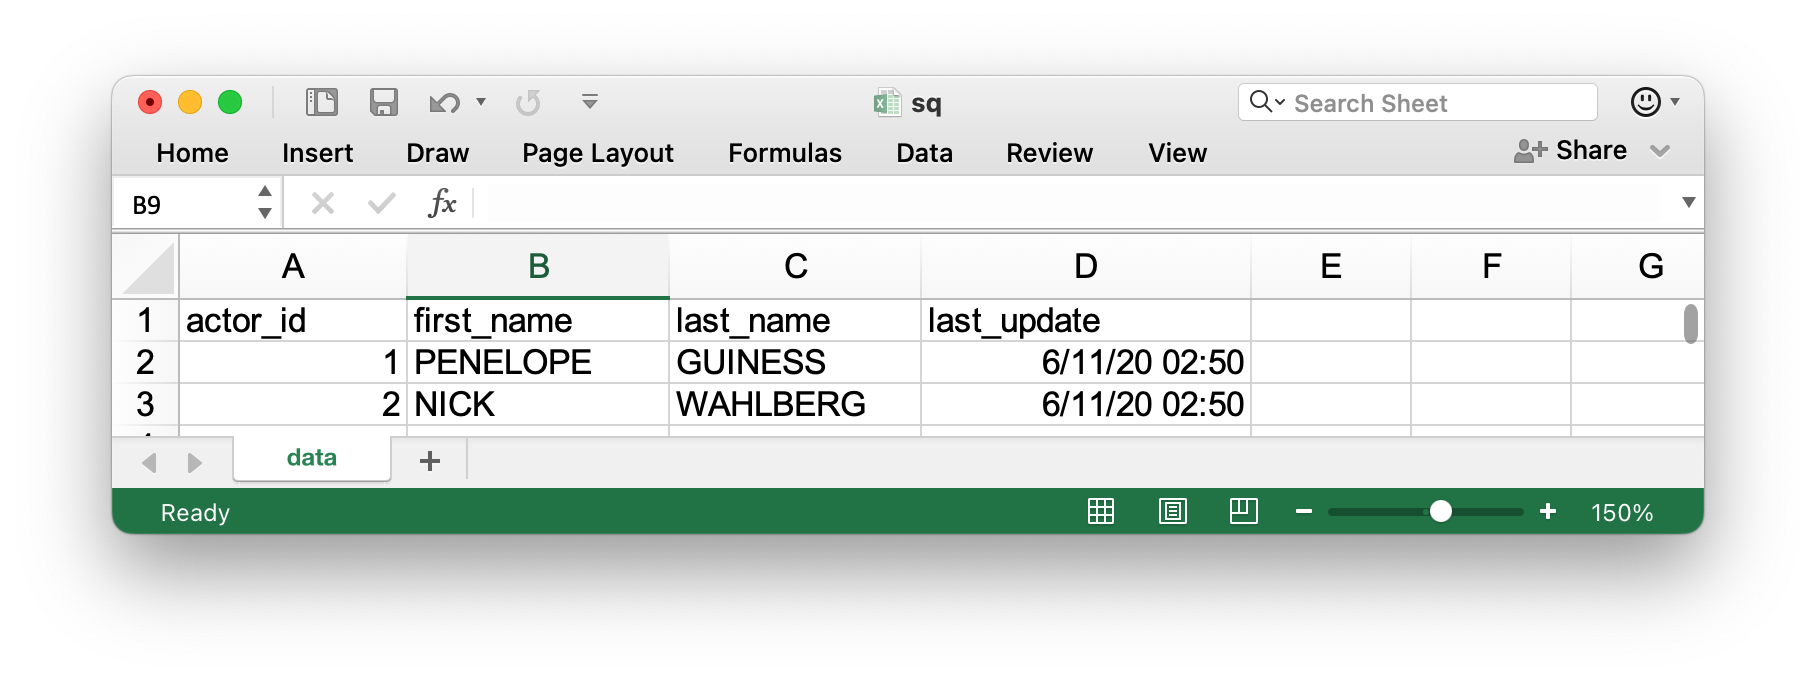 sq
Search Sheet
Home Insert Draw Page Layout Formulas Data Review View Share
B9 fx
A B C D E F G
1 actor_id first_name last_name last_update
2 1 PENELOPE GUINESS 6/11/20 02:50
3 2 NICK WAHLBERG 6/11/20 02:50
data +
Ready 150%